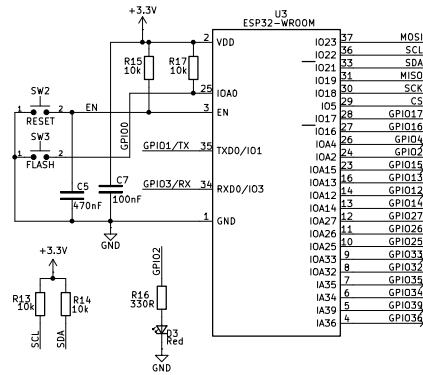 +3.3V
U3
ESP32-WROOM
2 VDD
R15
10k
R17
10k
25 IOA0
SW2
1 2
RESET
EN
3 EN
SW3
1 2
FLASH
GPIO0
GPIO1/TX 35 TXD0/IO1
GPIO3/RX 34 RXD0/IO3
C5
470nF
C7
100nF
1 GND
GND
IO23 37 MOSI
IO22 36 SCL
IO21 33 SDA
IO19 31 MISO
IO18 30 SCK
IO5 29 CS
IO17 28 GPIO17
IO16 27 GPIO16
IOA4 26 GPIO4
IOA2 24 GPIO2
IOA15 23 GPIO15
IOA13 16 GPIO13
IOA12 14 GPIO12
IOA14 13 GPIO14
IOA27 12 GPIO27
IOA26 11 GPIO26
IOA25 10 GPIO25
IOA33 9 GPIO33
IOA32 8 GPIO32
IA35 7 GPIO35
IA34 6 GPIO34
IA39 5 GPIO39
IA36 4 GPIO36
+3.3V
R13
10k
R14
10k
SCL
SDA
GPIO2
R16
330R
D3
Red
GND